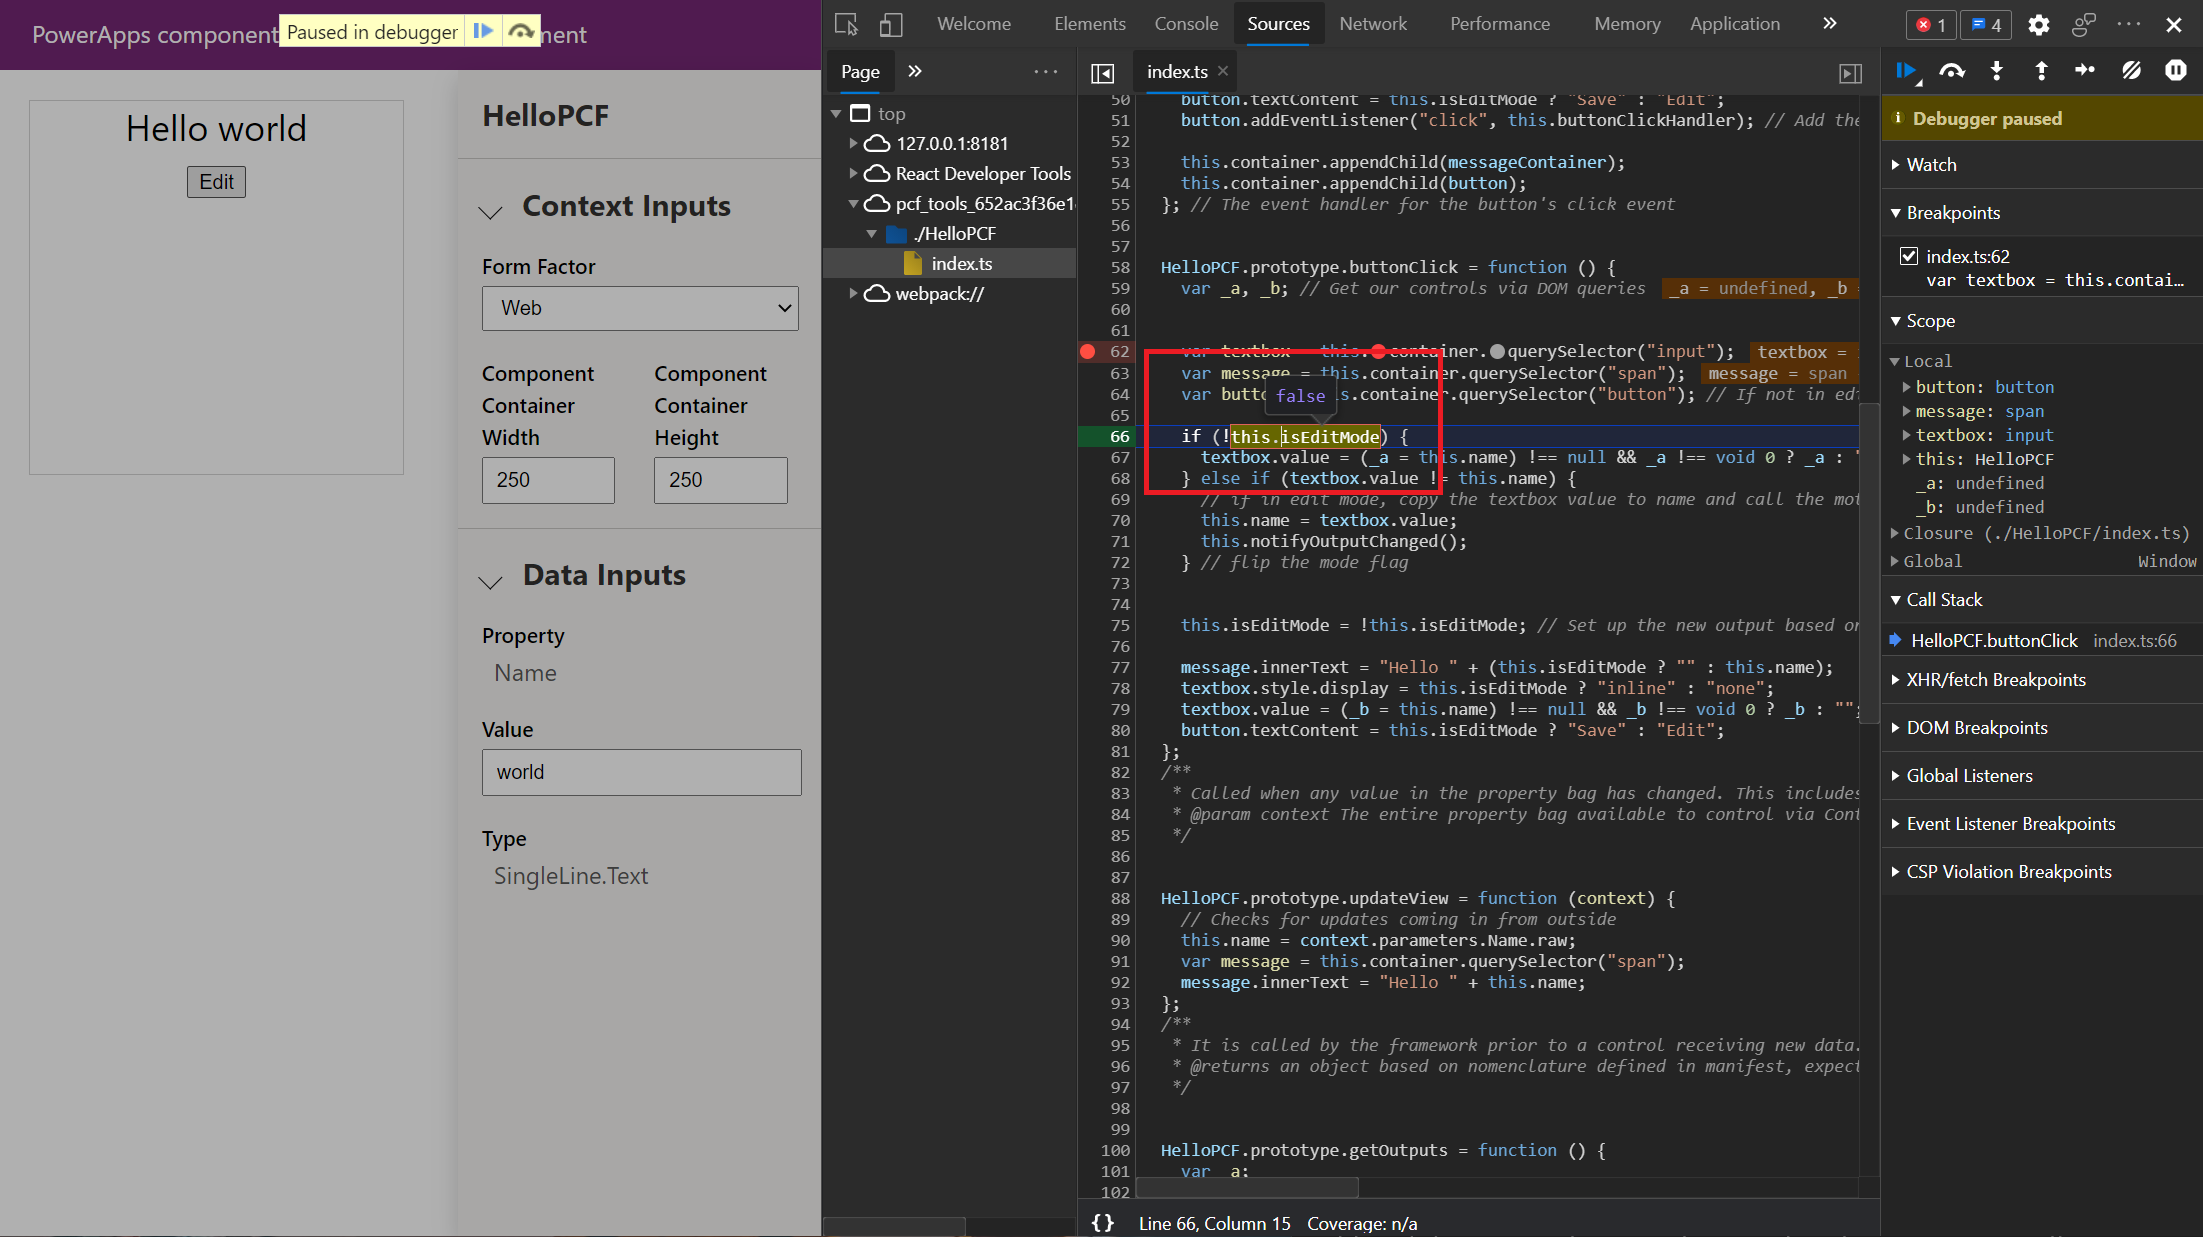 PowerApps component
Paused in debugger
ment
Hello world
Edit
HelloPCF
Context Inputs
Form Factor
Web
Component Container Width
Component Container Height
250
250
Data Inputs
Property
Name
Value
world
Type
SingleLine.Text
Welcome Elements Console Sources Network Performance Memory Application » 1 4 ···
Page » ···
top
127.0.0.1:8181
React Developer Tools
pcf_tools_652ac3f36e1
./HelloPCF
index.ts
webpack://
index.ts
50 button.textContent = this.isEditMode ? "Save" : "Edit";
51 button.addEventListener("click", this.buttonClickHandler); // Add the
52
53 this.container.appendChild(messageContainer);
54 this.container.appendChild(button);
55 }; // The event handler for the button's click event
56
57
58 HelloPCF.prototype.buttonClick = function () {
59 var _a, _b; // Get our controls via DOM queries _a = undefined, _b =
60
61
62 var textbox = this.container.querySelector("input"); textbox =
63 var message = this.container.querySelector("span"); message = span
64 var butto s.container.querySelector("button"); // If not in ed
false
65
66 if (!this.isEditMode) {
67 textbox.value = (_a = this.name) !== null && _a !== void 0 ? _a : "
68 } else if (textbox.value != this.name) {
69 // if in edit mode, copy the textbox value to name and call the
70 this.name = textbox.value;
71 this.notifyOutputChanged();
72 } // flip the mode flag
73
74
75 this.isEditMode = !this.isEditMode; // Set up the new output based on
76
77 message.innerText = "Hello " + (this.isEditMode ? "" : this.name);
78 textbox.style.display = this.isEditMode ? "inline" : "none";
79 textbox.value = (_b = this.name) !== null && _b !== void 0 ? _b : "";
80 button.textContent = this.isEditMode ? "Save" : "Edit";
81 };
82 /**
83 * Called when any value in the property bag has changed. This includes
84 * @param context The entire property bag available to control via Cont
85 */
86
87
88 HelloPCF.prototype.updateView = function (context) {
89 // Checks for updates coming in from outside
90 this.name = context.parameters.Name.raw;
91 var message = this.container.querySelector("span");
92 message.innerText = "Hello " + this.name;
93 };
94 /**
95 * It is called by the framework prior to a control receiving new data.
96 * @returns an object based on nomenclature defined in manifest, expect
97 */
98
99
100 HelloPCF.prototype.getOutputs = function () {
101 var _a;
102
{} Line 66, Column 15 Coverage: n/a
Debugger paused
Watch
Breakpoints
index.ts:62
var textbox = this.contai…
Scope
Local
button: button
message: span
textbox: input
this: HelloPCF
_a: undefined
_b: undefined
Closure (./HelloPCF/index.ts)
Global Window
Call Stack
HelloPCF.buttonClick index.ts:66
XHR/fetch Breakpoints
DOM Breakpoints
Global Listeners
Event Listener Breakpoints
CSP Violation Breakpoints